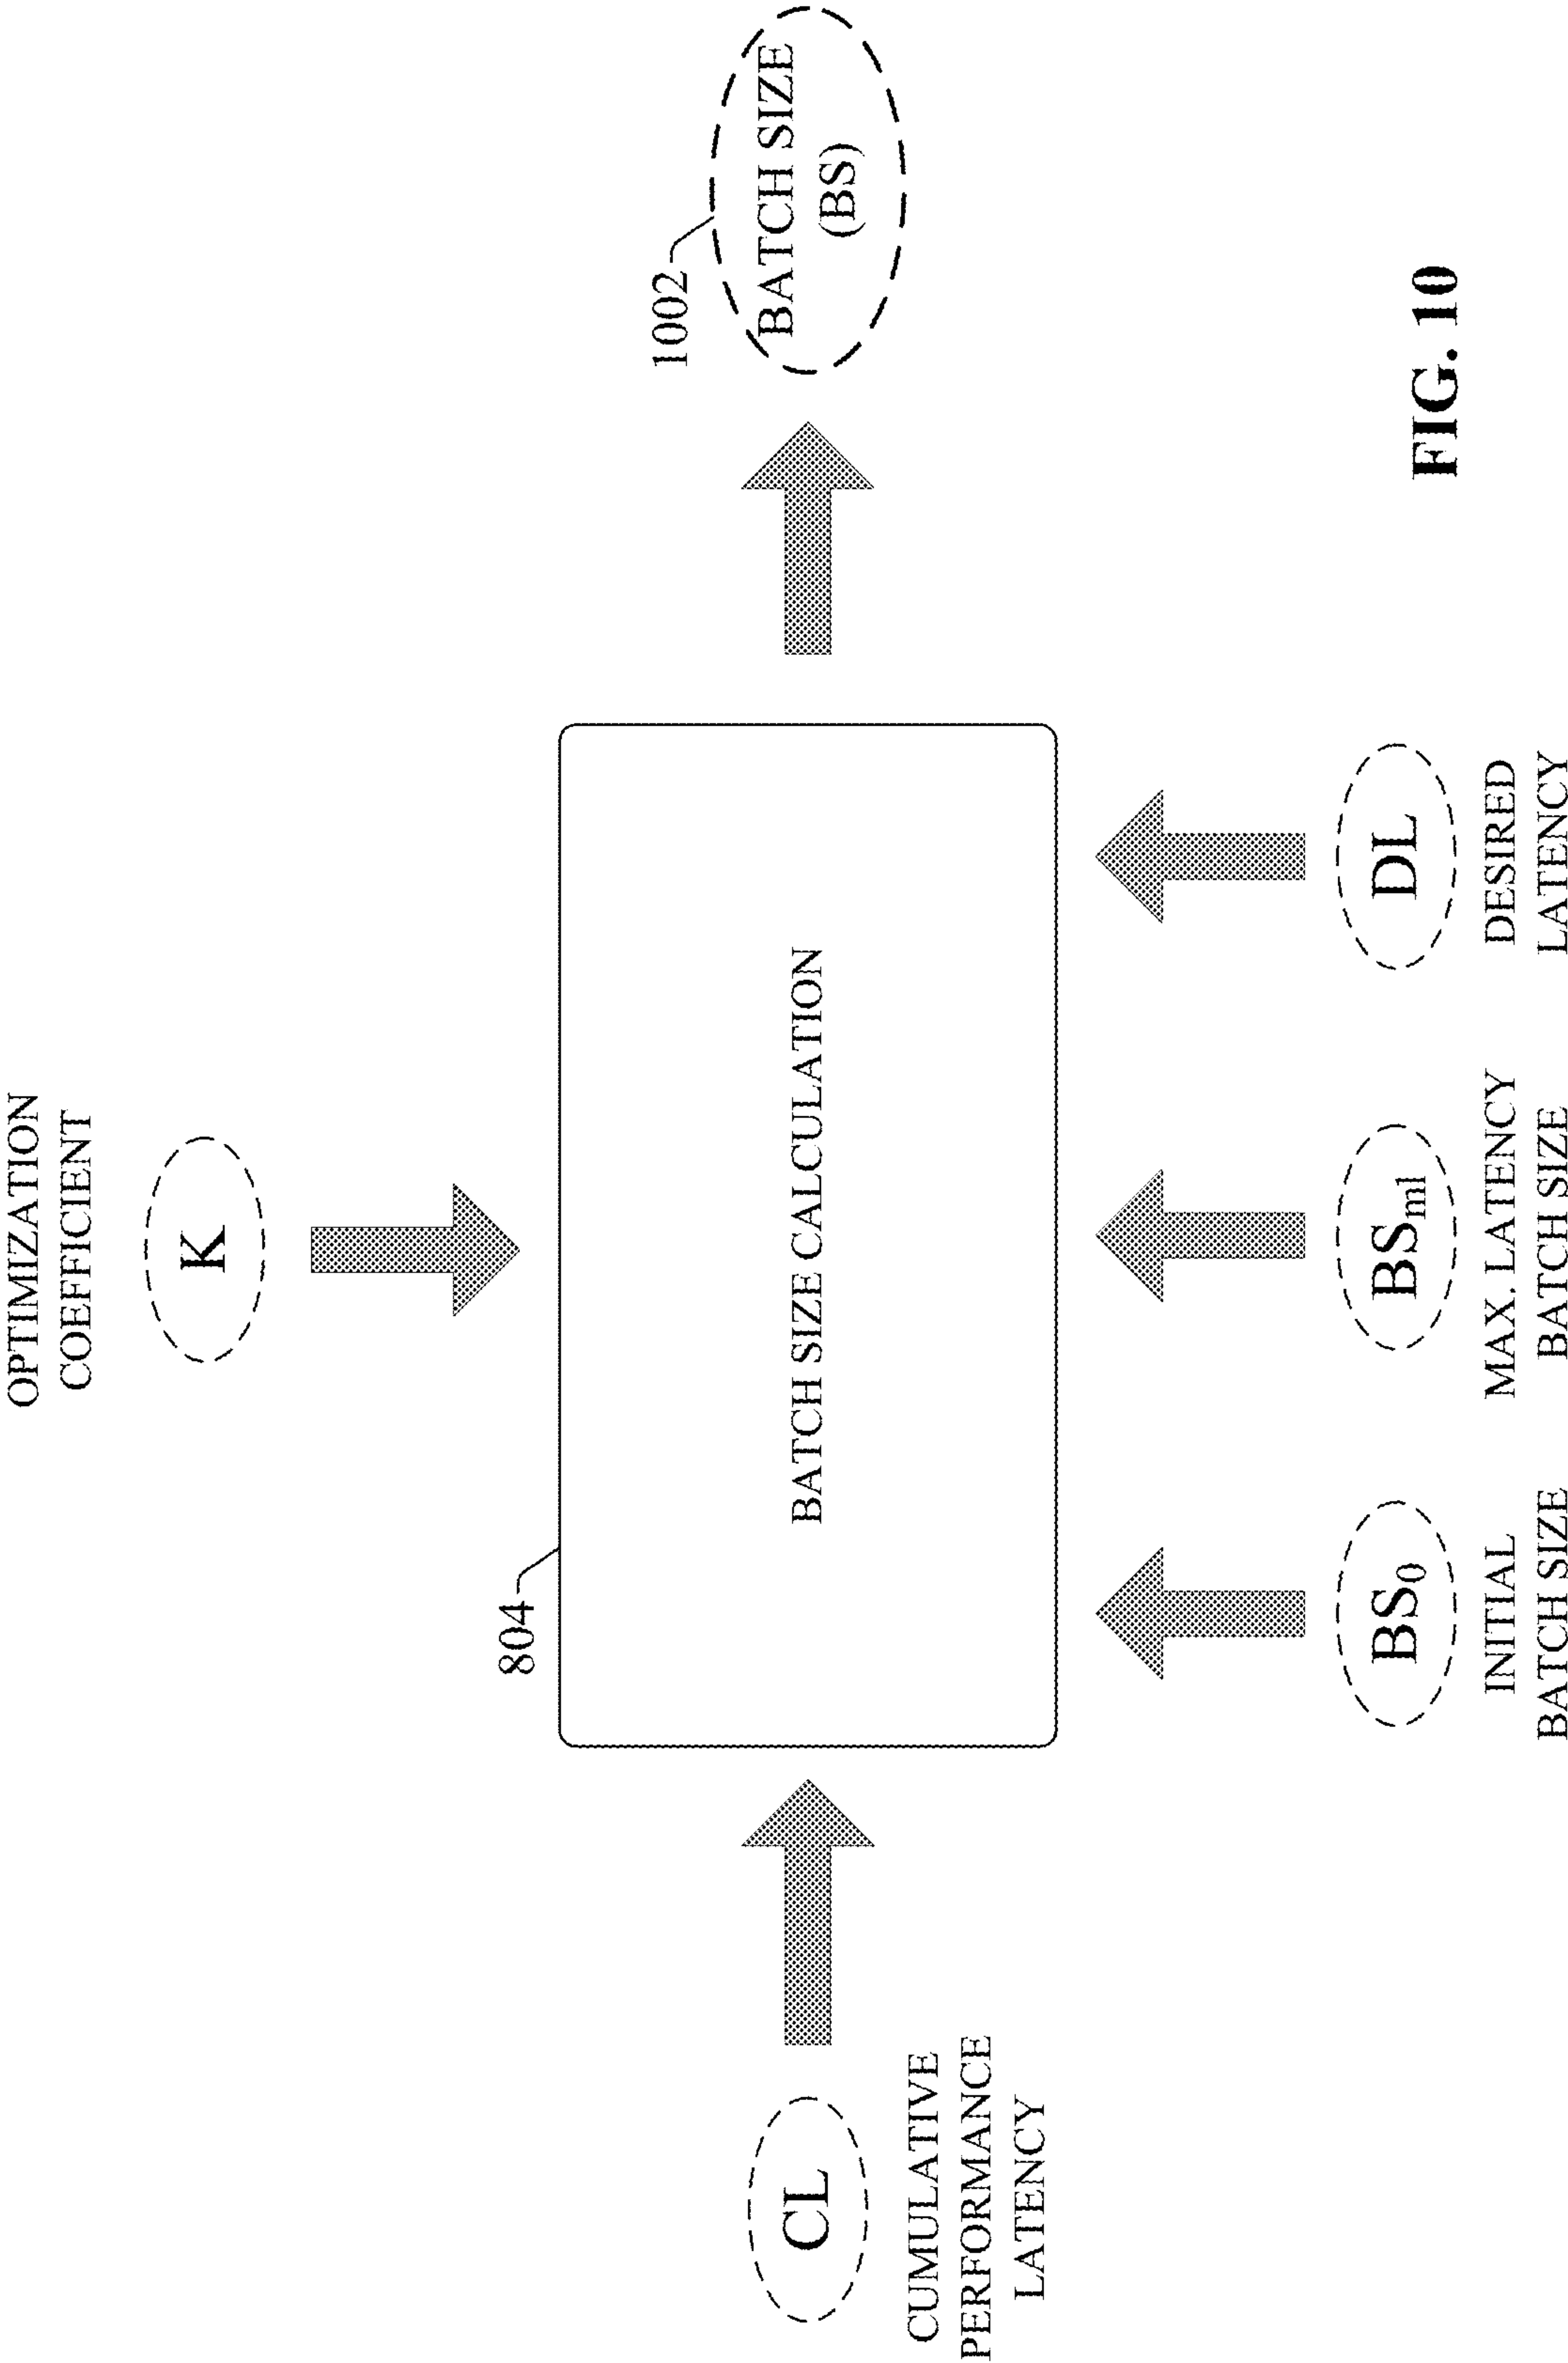 OPTIMIZATION
COEFFICIENT
K
804
BATCH SIZE CALCULATION
CL
CUMULATIVE
PERFORMANCE
LATENCY
1002
BATCH SIZE
(BS)
BS0
INITIAL
BATCH SIZE
BSml
MAX. LATENCY
BATCH SIZE
DL
DESIRED
LATENCY
FIG. 10